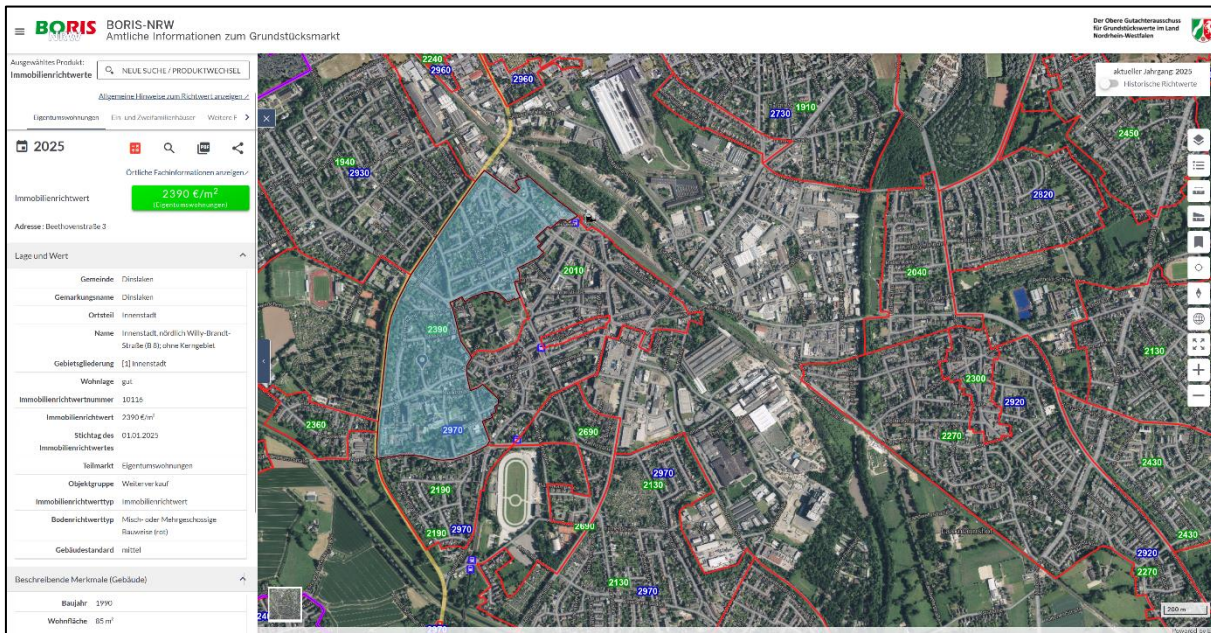 BORIS NRW
BORIS-NRW
Amtliche Informationen zum Grundstücksmarkt
Der Obere Gutachterausschuss
für Grundstückswerte im Land
Nordrhein-Westfalen
Ausgewähltes Produkt:
Immobilienrichtwerte
NEUE SUCHE / PRODUKTWECHSEL
Allgemeine Hinweise zum Richtwert anzeigen
Eigentumswohnungen Ein- und Zweifamilienhäuser Weitere F
2025
PDF
Örtliche Fachinformationen anzeigen
Immobilienrichtwert
2390 €/m²
(Eigentumswohnungen)
Adresse: Beethovenstraße 3
Lage und Wert
Gemeinde Dinslaken
Gemarkungsname Dinslaken
Ortsteil Innenstadt
Name Innenstadt, nördlich Willy-Brandt-
Straße (B 8); ohne Kerngebiet
Gebietsgliederung [1] Innenstadt
Wohnlage gut
Immobilienrichtwertnummer 10116
Immobilienrichtwert 2390 €/m²
Stichtag des 01.01.2025
Immobilienrichtwertes
Teilmarkt Eigentumswohnungen
Objektgruppe Weiterverkauf
Immobilienrichtwerttyp Immobilienrichtwert
Bodenrichtwerttyp Misch- oder Mehrgeschossige
Bauweise (rot)
Gebäudestandard mittel
Beschreibende Merkmale (Gebäude)
Baujahr 1990
Wohnfläche 85 m²
aktueller Jahrgang: 2025
Historische Richtwerte
2240
2960
2960
1910
2730
2450
1940
2930
2820
2010
2040
2390
2130
2300
2920
2360
2970
2690
2270
2430
2970
2130
2190
2430
2190
2970
2690
2920
2270
2130
2970
2970
200 m
Powered by